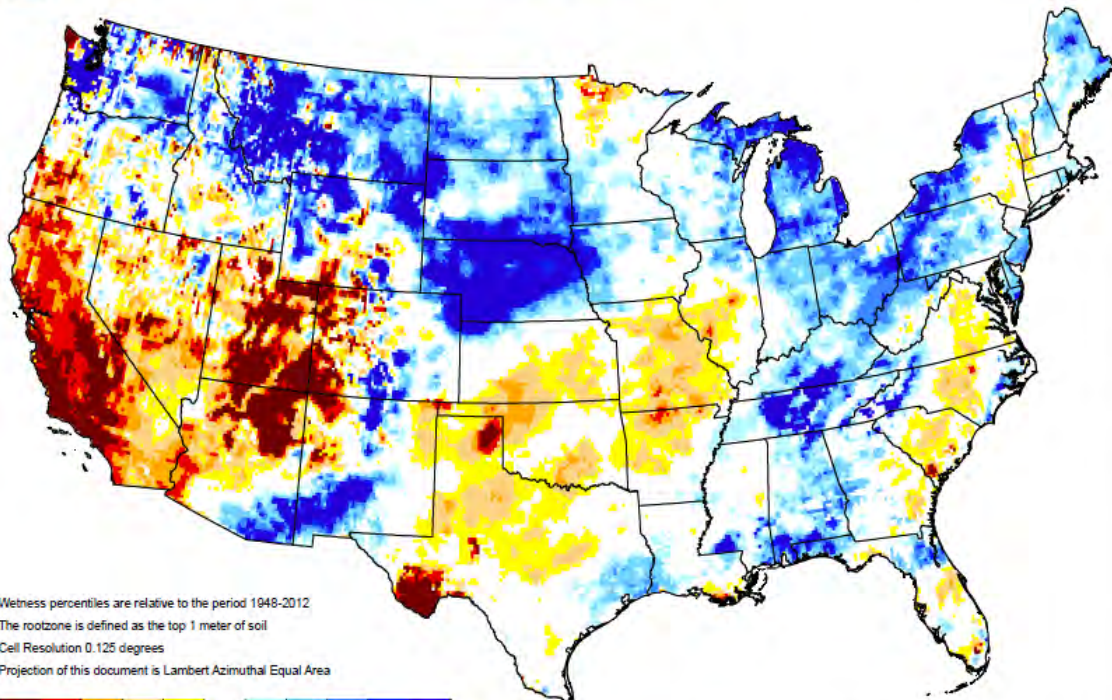 Wetness percentiles are relative to the period 1948-2012
The rootzone is defined as the top 1 meter of soil
Cell Resolution 0.125 degrees
Projection of this document is Lambert Azimuthal Equal Area